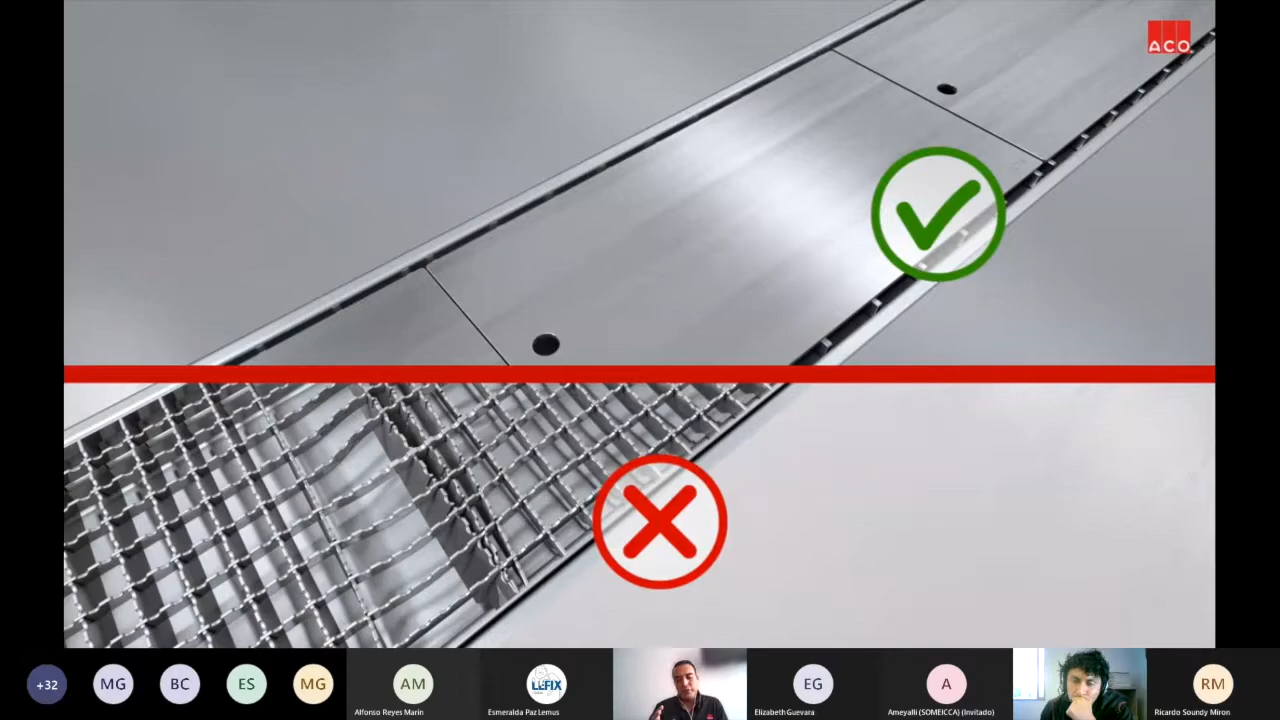 ACO
+32
MG
BC
ES
MG
AM
Alfonso Reyes Marin
LEFIX
Esmeralda Paz Lemus
EG
Elizabeth Guevara
A
Ameyalli (SOMEICCA) (Invitado)
RM
Ricardo Soundy Miron